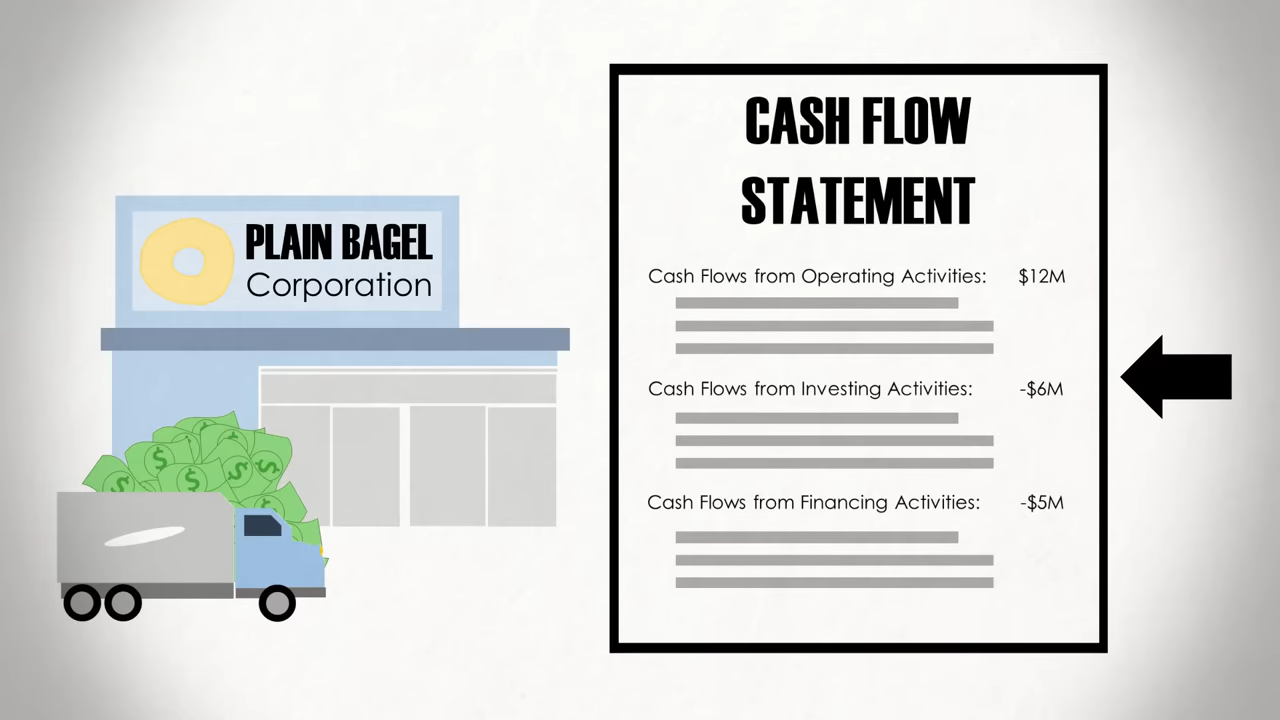 PLAIN BAGEL
Corporation
CASH FLOW
STATEMENT
Cash Flows from Operating Activities: $12M
Cash Flows from Investing Activities: -$6M
Cash Flows from Financing Activities: -$5M
$ $ $ $ $